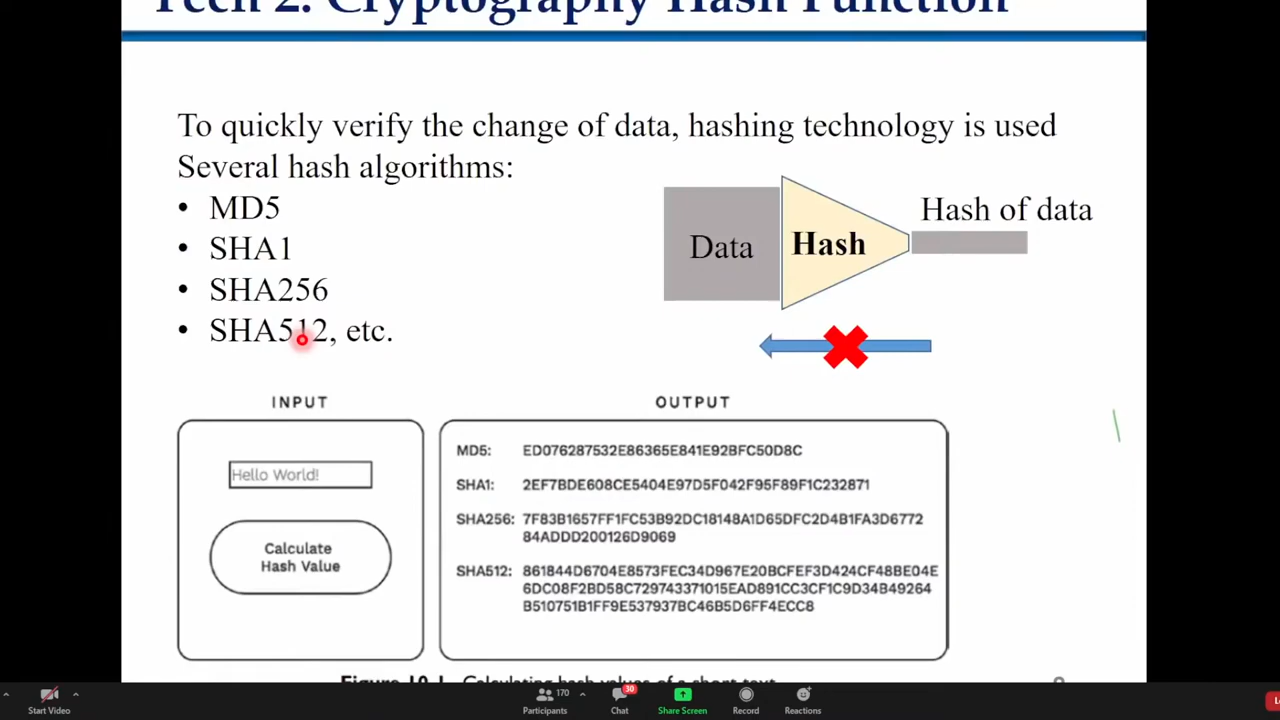 Tech 2: Cryptography Hash Function
To quickly verify the change of data, hashing technology is used
Several hash algorithms:
• MD5
• SHA1
• SHA256
• SHA512, etc.
Data
Hash
Hash of data
INPUT
Hello World!
Calculate
Hash Value
OUTPUT
MD5: ED076287532E86365E841E92BFC50D8C
SHA1: 2EF7BDE608CE5404E97D5F042F95F89F1C232871
SHA256: 7F83B1657FF1FC53B92DC18148A1D65DFC2D4B1FA3D6772
84ADDD200126D9069
SHA512: 861844D6704E8573FEC34D967E20BCFEF3D424CF48BE04E
6DC08F2BD58C729743371015EAD891CC3CF1C9D34B49264
B510751B1FF9E537937BC46B5D6FF4ECC8
Figure 10.1 Calculating hash values of a short text
Start Video
170
Participants
30
Chat
Share Screen
Record
Reactions